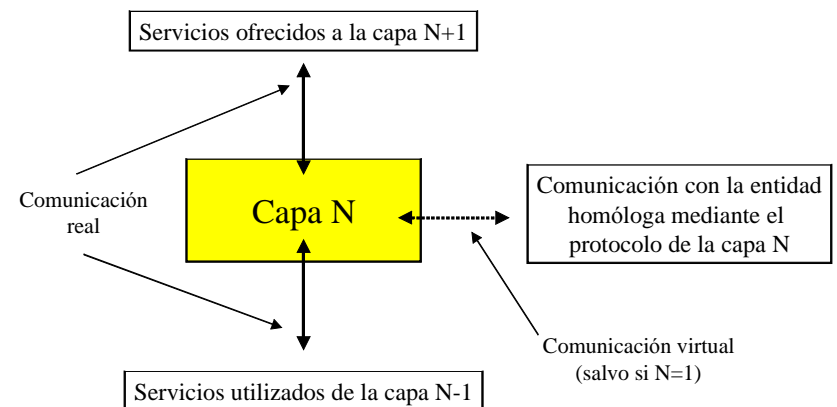 Servicios ofrecidos a la capa N+1
Comunicación
real
Capa N
Comunicación con la entidad
homóloga mediante el
protocolo de la capa N
Comunicación virtual
(salvo si N=1)
Servicios utilizados de la capa N-1